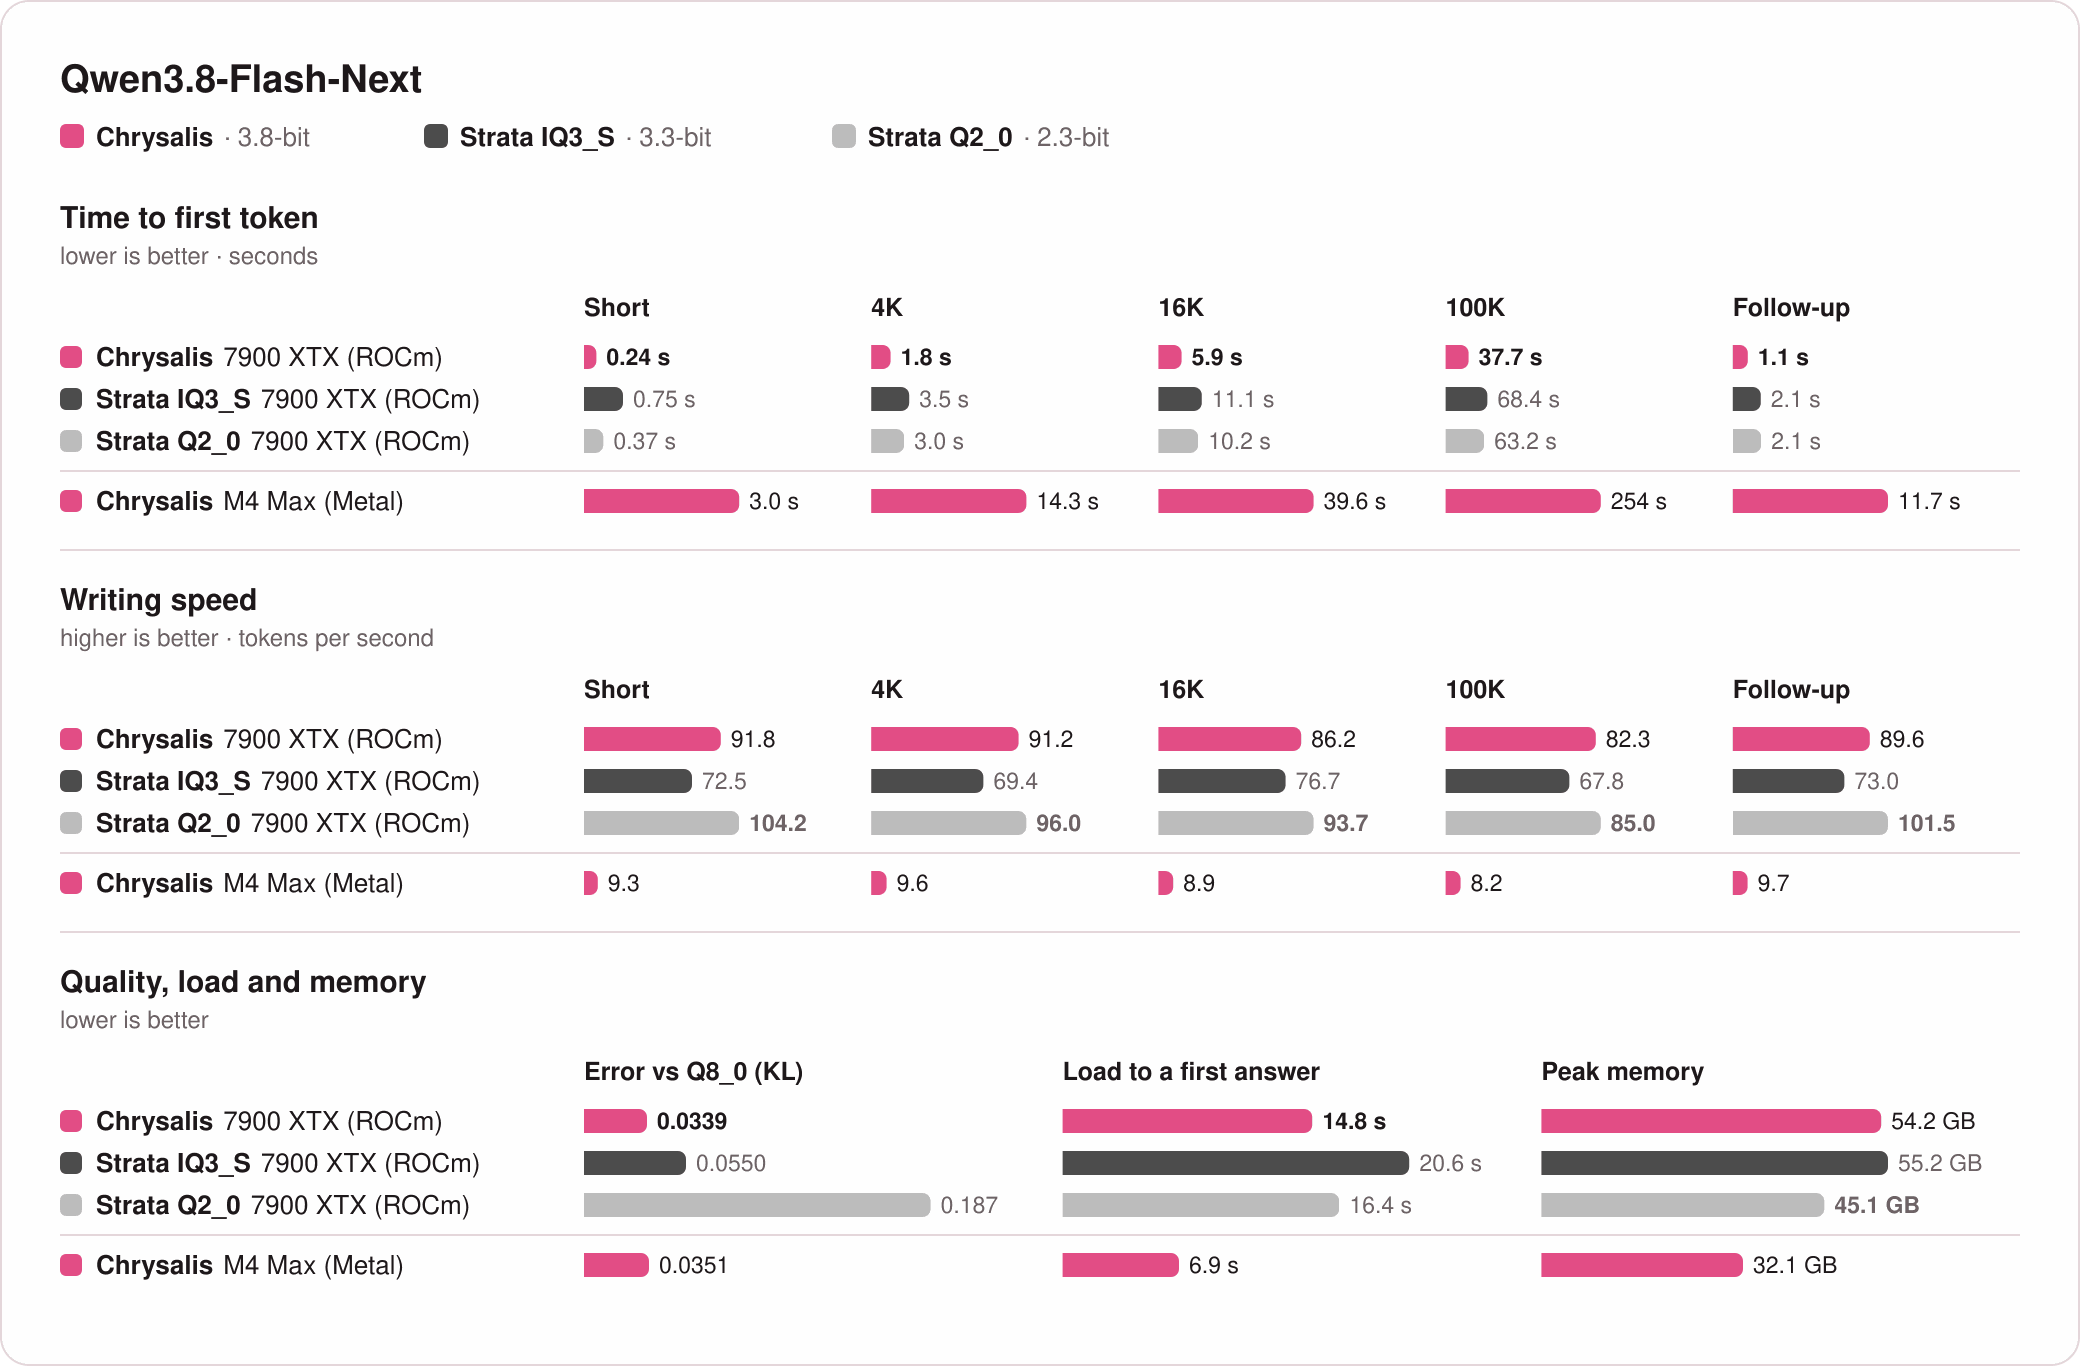 Qwen3.8-Flash-Next
Chrysalis · 3.8-bit Strata IQ3_S · 3.3-bit Strata Q2_0 · 2.3-bit
Time to first token
lower is better · seconds
Short 4K 16K 100K Follow-up
Chrysalis 7900 XTX (ROCm) 0.24 s 1.8 s 5.9 s 37.7 s 1.1 s
Strata IQ3_S 7900 XTX (ROCm) 0.75 s 3.5 s 11.1 s 68.4 s 2.1 s
Strata Q2_0 7900 XTX (ROCm) 0.37 s 3.0 s 10.2 s 63.2 s 2.1 s
Chrysalis M4 Max (Metal) 3.0 s 14.3 s 39.6 s 254 s 11.7 s
Writing speed
higher is better · tokens per second
Short 4K 16K 100K Follow-up
Chrysalis 7900 XTX (ROCm) 91.8 91.2 86.2 82.3 89.6
Strata IQ3_S 7900 XTX (ROCm) 72.5 69.4 76.7 67.8 73.0
Strata Q2_0 7900 XTX (ROCm) 104.2 96.0 93.7 85.0 101.5
Chrysalis M4 Max (Metal) 9.3 9.6 8.9 8.2 9.7
Quality, load and memory
lower is better
Error vs Q8_0 (KL) Load to a first answer Peak memory
Chrysalis 7900 XTX (ROCm) 0.0339 14.8 s 54.2 GB
Strata IQ3_S 7900 XTX (ROCm) 0.0550 20.6 s 55.2 GB
Strata Q2_0 7900 XTX (ROCm) 0.187 16.4 s 45.1 GB
Chrysalis M4 Max (Metal) 0.0351 6.9 s 32.1 GB